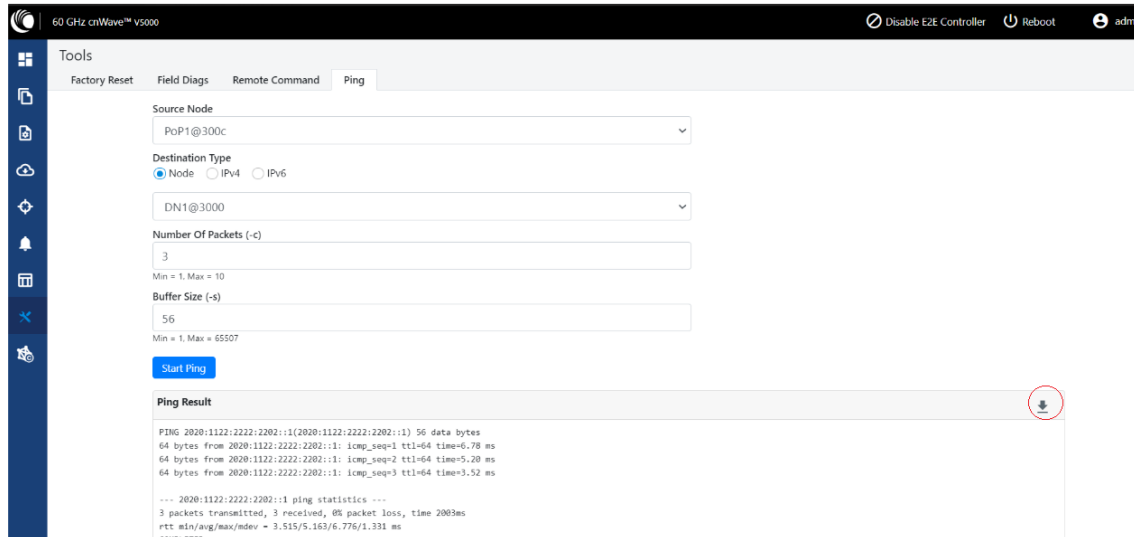 60 GHz cnWave™ V5000
Disable E2E Controller
Reboot
adm
Tools
Factory Reset Field Diags Remote Command Ping
Source Node
PoP1@300c
Destination Type
Node IPv4 IPv6
DN1@3000
Number Of Packets (-c)
3
Min = 1, Max = 10
Buffer Size (-s)
56
Min = 1, Max = 65507
Start Ping
Ping Result
PING 2020:1122:2222:2202::1(2020:1122:2222:2202::1) 56 data bytes
64 bytes from 2020:1122:2222:2202::1: icmp_seq=1 ttl=64 time=6.78 ms
64 bytes from 2020:1122:2222:2202::1: icmp_seq=2 ttl=64 time=5.20 ms
64 bytes from 2020:1122:2222:2202::1: icmp_seq=3 ttl=64 time=3.52 ms
--- 2020:1122:2222:2202::1 ping statistics ---
3 packets transmitted, 3 received, 0% packet loss, time 2003ms
rtt min/avg/max/mdev = 3.515/5.163/6.776/1.331 ms